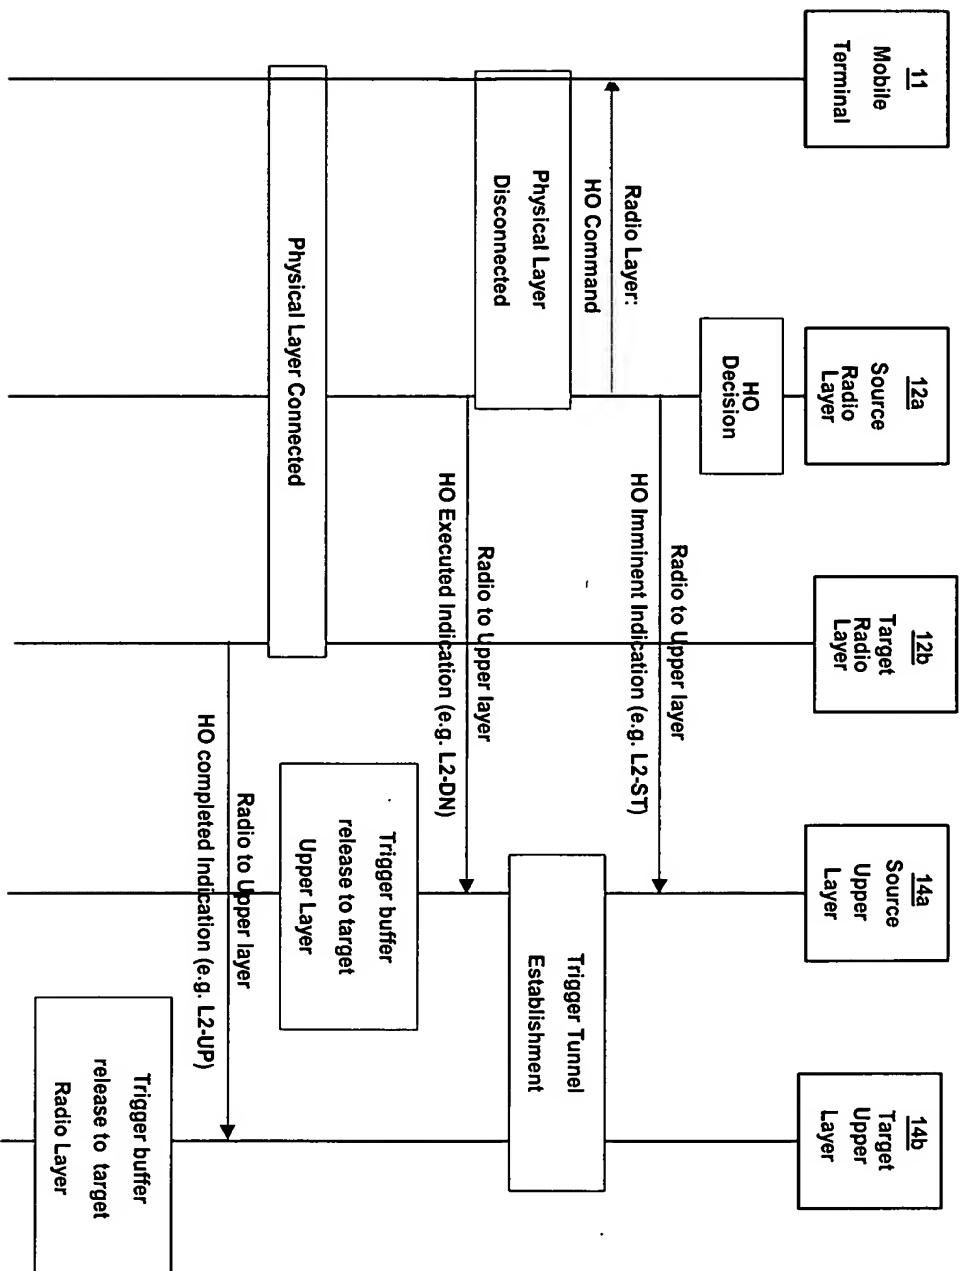 11
Mobile
Terminal
12a
Source
Radio
Layer
12b
Target
Radio
Layer
14a
Source
Upper
Layer
14b
Target
Upper
Layer
HO
Decision
Radio to Upper layer
HO Imminent Indication (e.g. L2-ST)
Radio Layer:
HO Command
Trigger Tunnel
Establishment
Physical Layer
Disconnected
Radio to Upper layer
HO Executed Indication (e.g. L2-DN)
Trigger buffer
release to target
Upper Layer
Physical Layer Connected
Radio to Upper layer
HO completed Indication (e.g. L2-UP)
Trigger buffer
release to target
Radio Layer